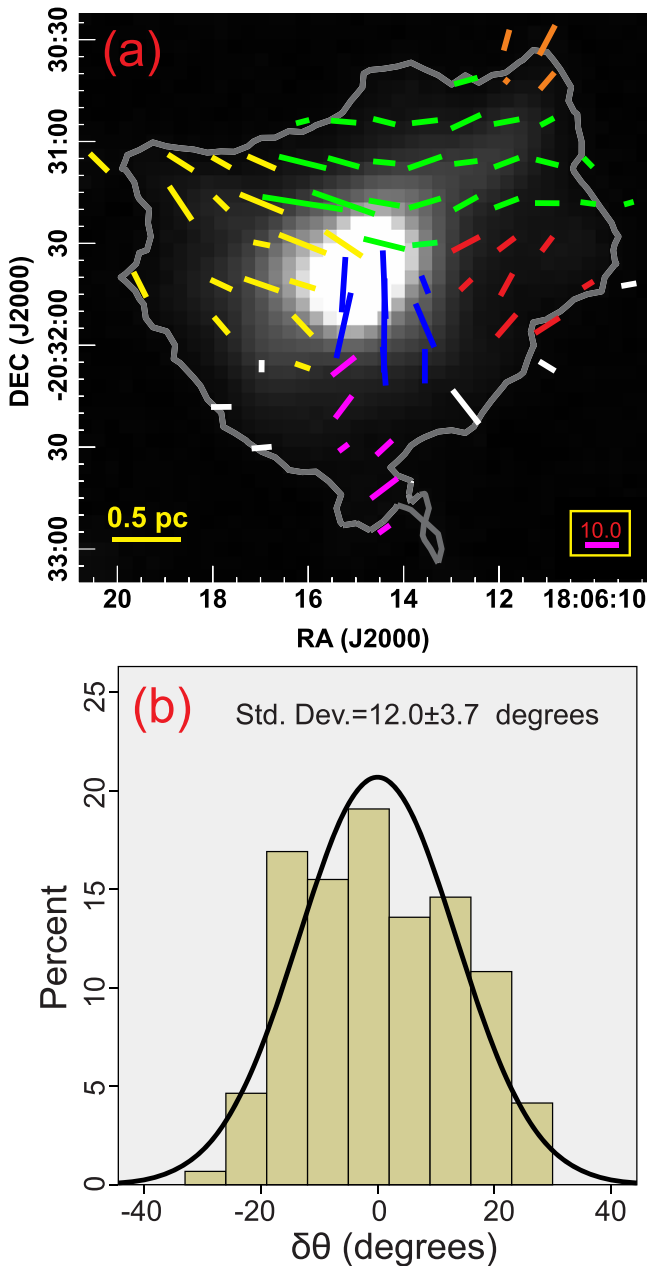 (a)
30:30
31:00
30
-20:32:00
30
33:00
DEC (J2000)
0.5 pc
10.0
20 18 16 14 12 18:06:10
RA (J2000)
(b)
Std. Dev.=12.0±3.7 degrees
25
20
15
10
5
0
Percent
-40 -20 0 20 40
δθ (degrees)